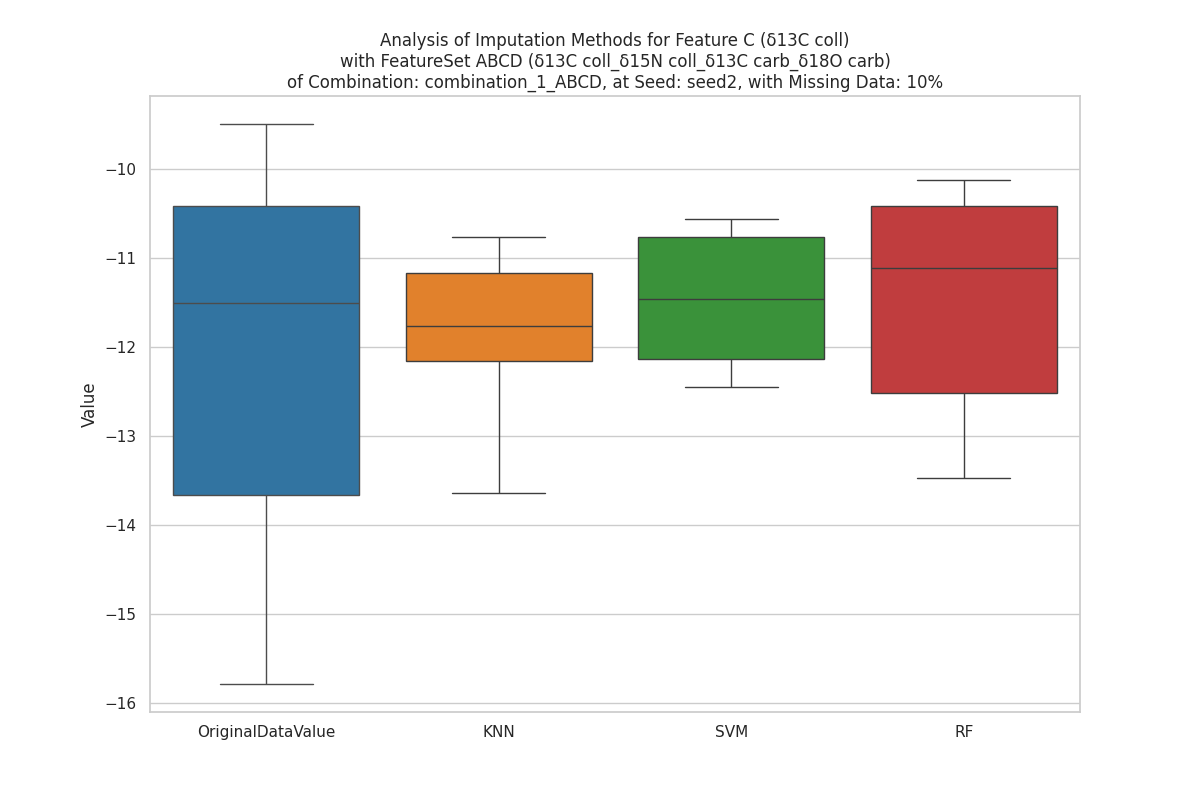 Analysis of Imputation Methods for Feature C (δ13C coll)
with FeatureSet ABCD (δ13C coll_δ15N coll_δ13C carb_δ18O carb)
of Combination: combination_1_ABCD, at Seed: seed2, with Missing Data: 10%
Value
−10
−11
−12
−13
−14
−15
−16
OriginalDataValue
KNN
SVM
RF